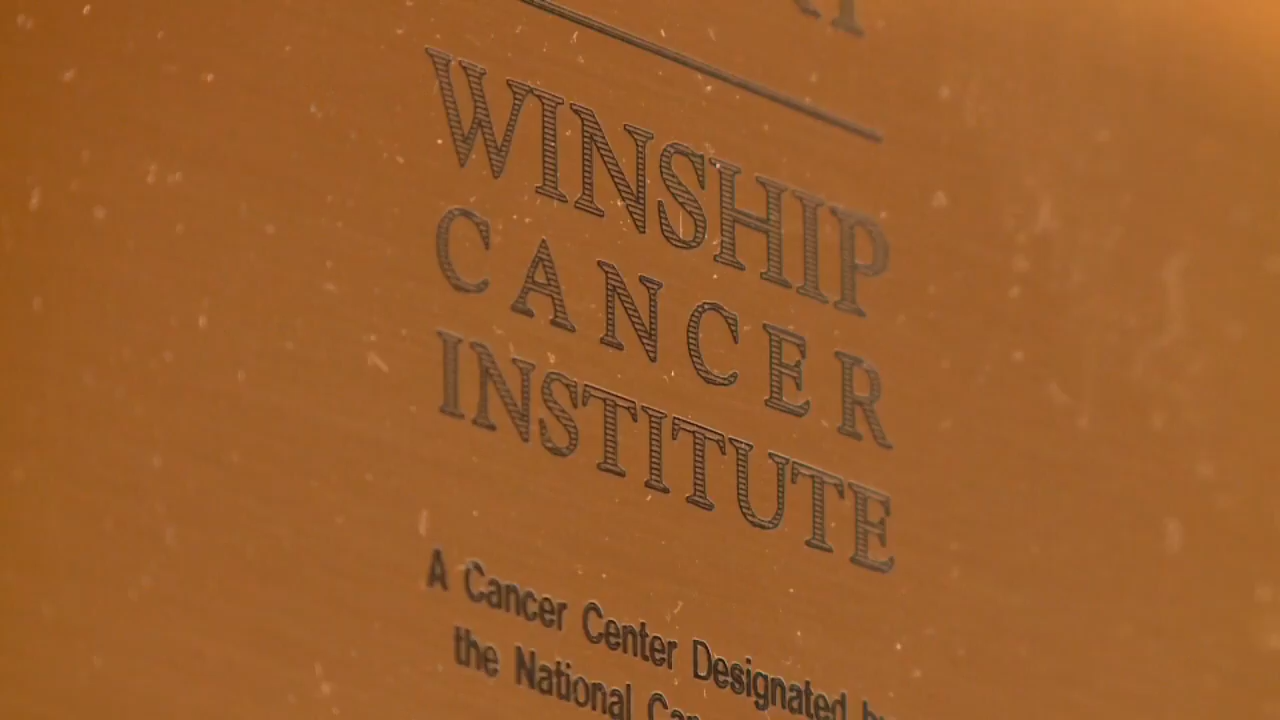 WINSHIP
CANCER
INSTITUTE
A Cancer Center Designated
the National